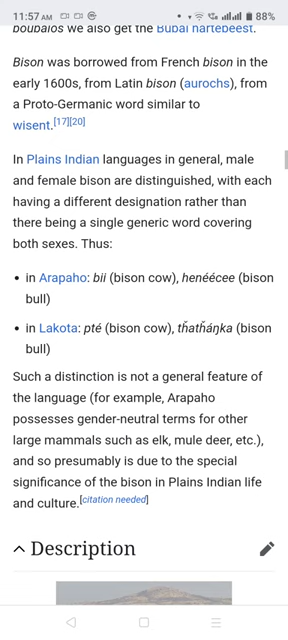 11:57 AM
88%
boubalos we also get the Bubal hartebeest.
Bison was borrowed from French bison in the
early 1600s, from Latin bison (aurochs), from
a Proto-Germanic word similar to
wisent.[17][20]
In Plains Indian languages in general, male
and female bison are distinguished, with each
having a different designation rather than
there being a single generic word covering
both sexes. Thus:
• in Arapaho: bii (bison cow), henéécee (bison
bull)
• in Lakota: pté (bison cow), tȟatȟáŋka (bison
bull)
Such a distinction is not a general feature of
the language (for example, Arapaho
possesses gender-neutral terms for other
large mammals such as elk, mule deer, etc.),
and so presumably is due to the special
significance of the bison in Plains Indian life
and culture.[citation needed]
Description